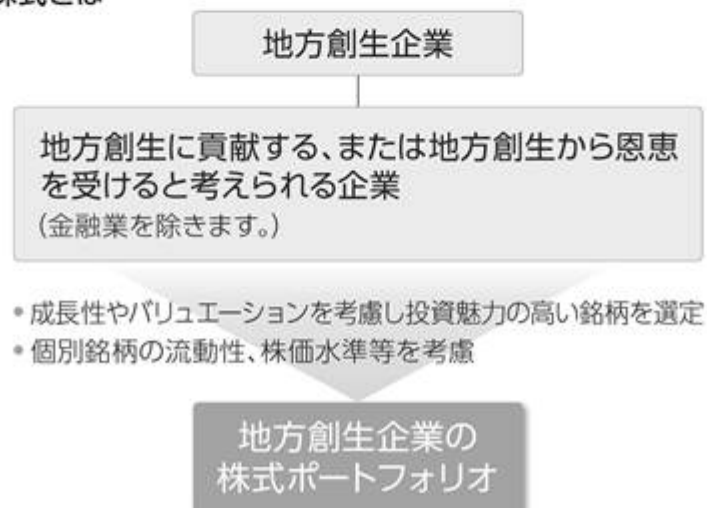 株式とは
地方創生企業
地方創生に貢献する、または地方創生から恩恵
を受けると考えられる企業
(金融業を除きます。)
• 成長性やバリュエーションを考慮し投資魅力の高い銘柄を選定
• 個別銘柄の流動性、株価水準等を考慮
地方創生企業の
株式ポートフォリオ